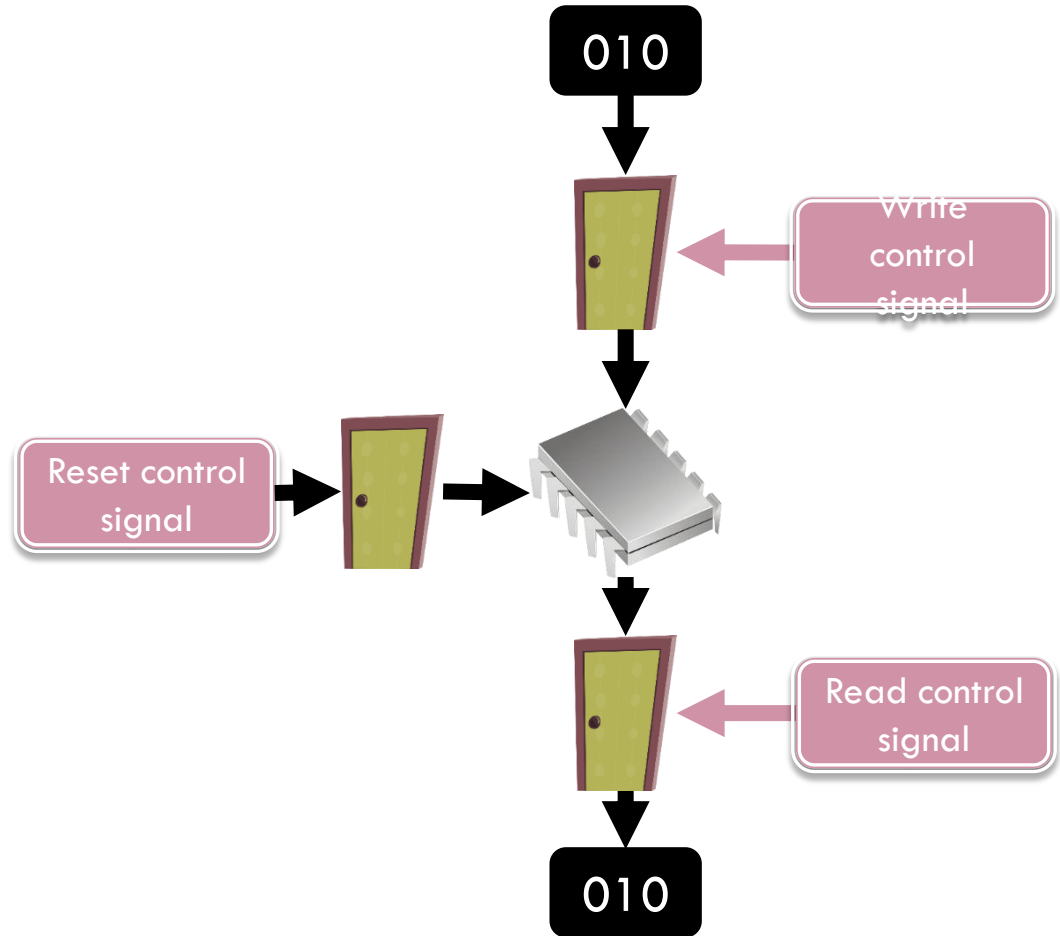 010
Write
control
signal
Reset control
signal
Read control
signal
010